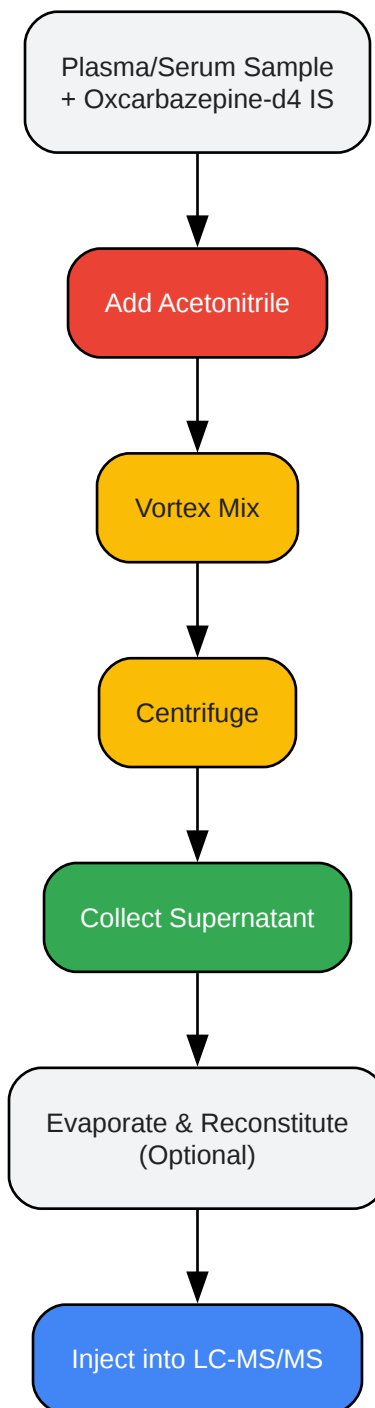 Plasma/Serum Sample
+ Oxcarbazepine-d4 IS
Add Acetonitrile
Vortex Mix
Centrifuge
Collect Supernatant
Evaporate & Reconstitute
(Optional)
Inject into LC-MS/MS